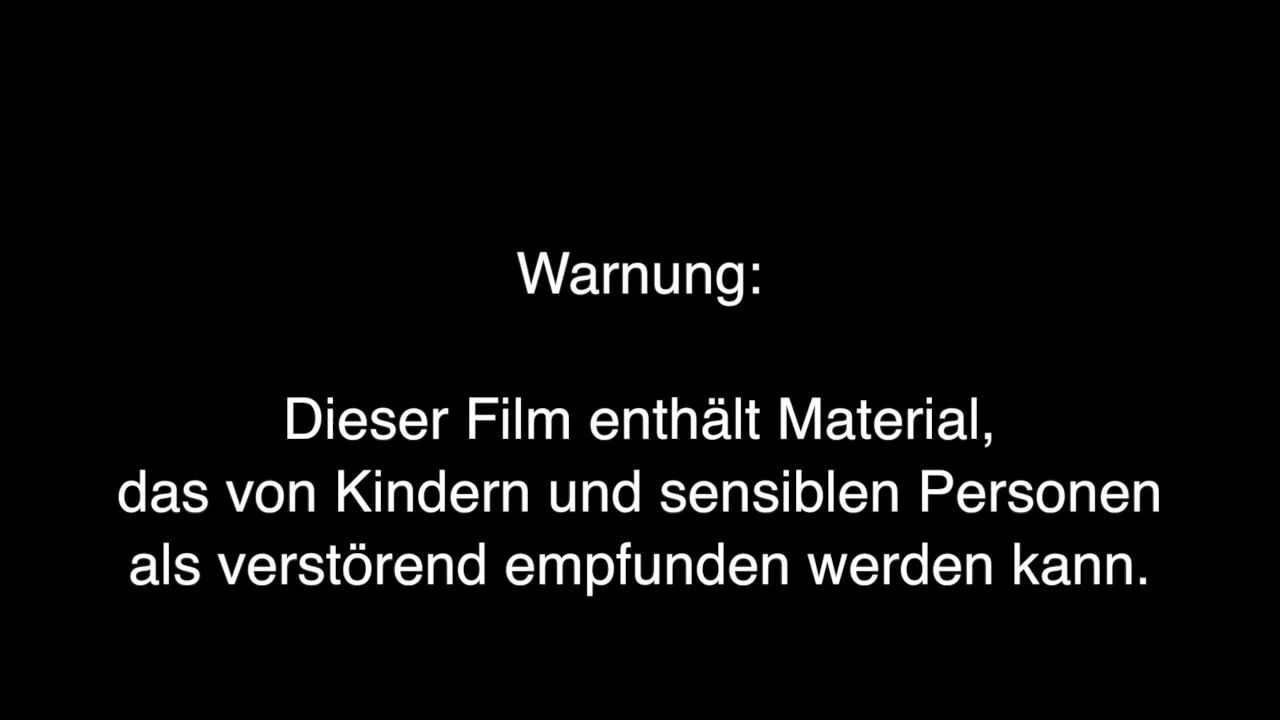 Warnung:
Dieser Film enthält Material,
das von Kindern und sensiblen Personen
als verstörend empfunden werden kann.